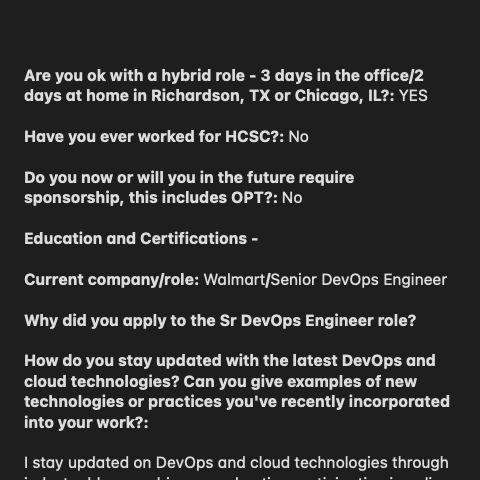 Are you ok with a hybrid role - 3 days in the office/2
days at home in Richardson, TX or Chicago, IL?: YES
Have you ever worked for HCSC?: No
Do you now or will you in the future require
sponsorship, this includes OPT?: No
Education and Certifications -
Current company/role: Walmart/Senior DevOps Engineer
Why did you apply to the Sr DevOps Engineer role?
How do you stay updated with the latest DevOps and
cloud technologies? Can you give examples of new
technologies or practices you've recently incorporated
into your work?:
I stay updated on DevOps and cloud technologies through